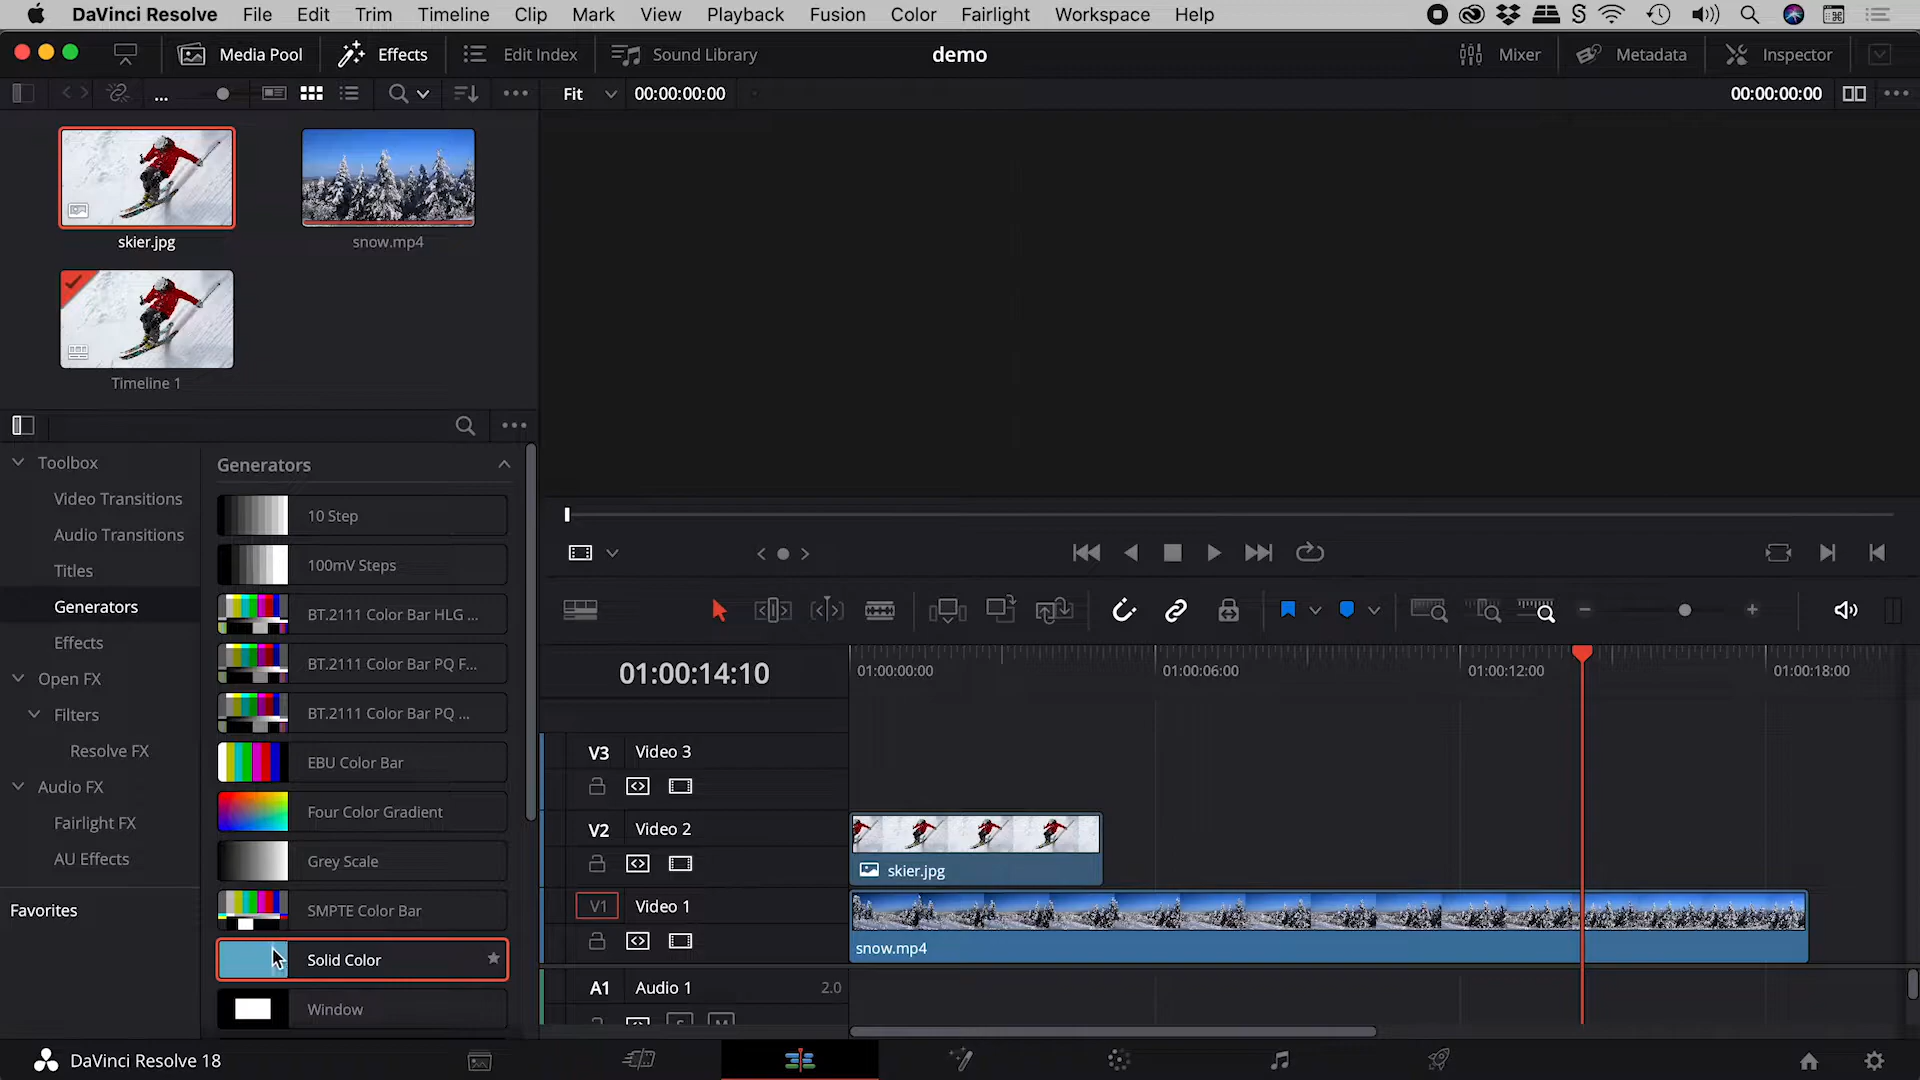 DaVinci Resolve File Edit Trim Timeline Clip Mark View Playback Fusion Color Fairlight Workspace Help
Media Pool Effects Edit Index Sound Library demo Mixer Metadata Inspector
... Fit 00:00:00:00 00:00:00:00
skier.jpg snow.mp4
Timeline 1
Toolbox
Video Transitions
Audio Transitions
Titles
Generators
Effects
Open FX
Filters
Resolve FX
Audio FX
Fairlight FX
AU Effects
Favorites
Generators
10 Step
100mV Steps
BT.2111 Color Bar HLG ...
BT.2111 Color Bar PQ F...
BT.2111 Color Bar PQ ...
EBU Color Bar
Four Color Gradient
Grey Scale
SMPTE Color Bar
Solid Color
Window
01:00:14:10 01:00:00:00 01:00:06:00 01:00:12:00 01:00:18:00
V3 Video 3
V2 Video 2
skier.jpg
V1 Video 1
snow.mp4
A1 Audio 1 2.0
S M
DaVinci Resolve 18